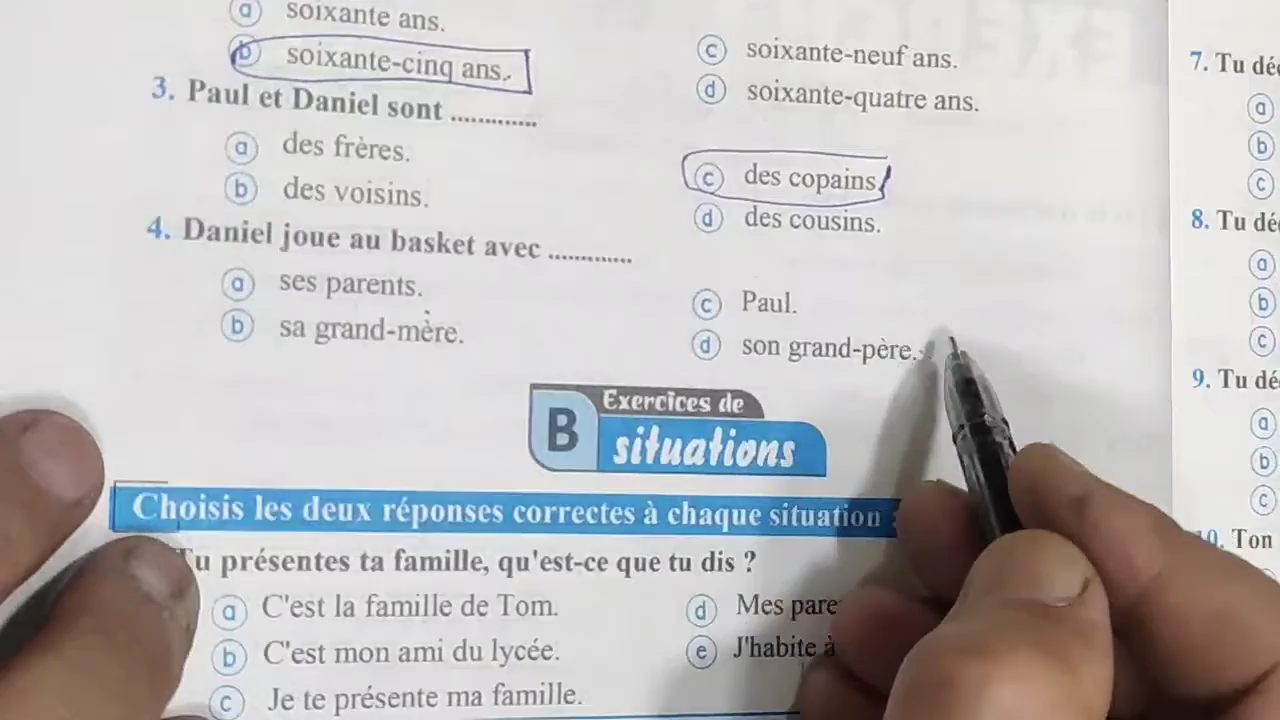 a soixante ans.
b soixante-cinq ans.
c soixante-neuf ans.
d soixante-quatre ans.
3. Paul et Daniel sont .............
a des frères.
b des voisins.
c des copains
d des cousins.
4. Daniel joue au basket avec .............
a ses parents.
b sa grand-mère.
c Paul.
d son grand-père.
B Exercices de
situations
Choisis les deux réponses correctes à chaque situation :
Tu présentes ta famille, qu'est-ce que tu dis ?
a C'est la famille de Tom.
b C'est mon ami du lycée.
c Je te présente ma famille.
d Mes
e J'habite à
7. Tu
a
b
c
8. Tu
a
b
c
9. Tu
a
b
c
10. Ton